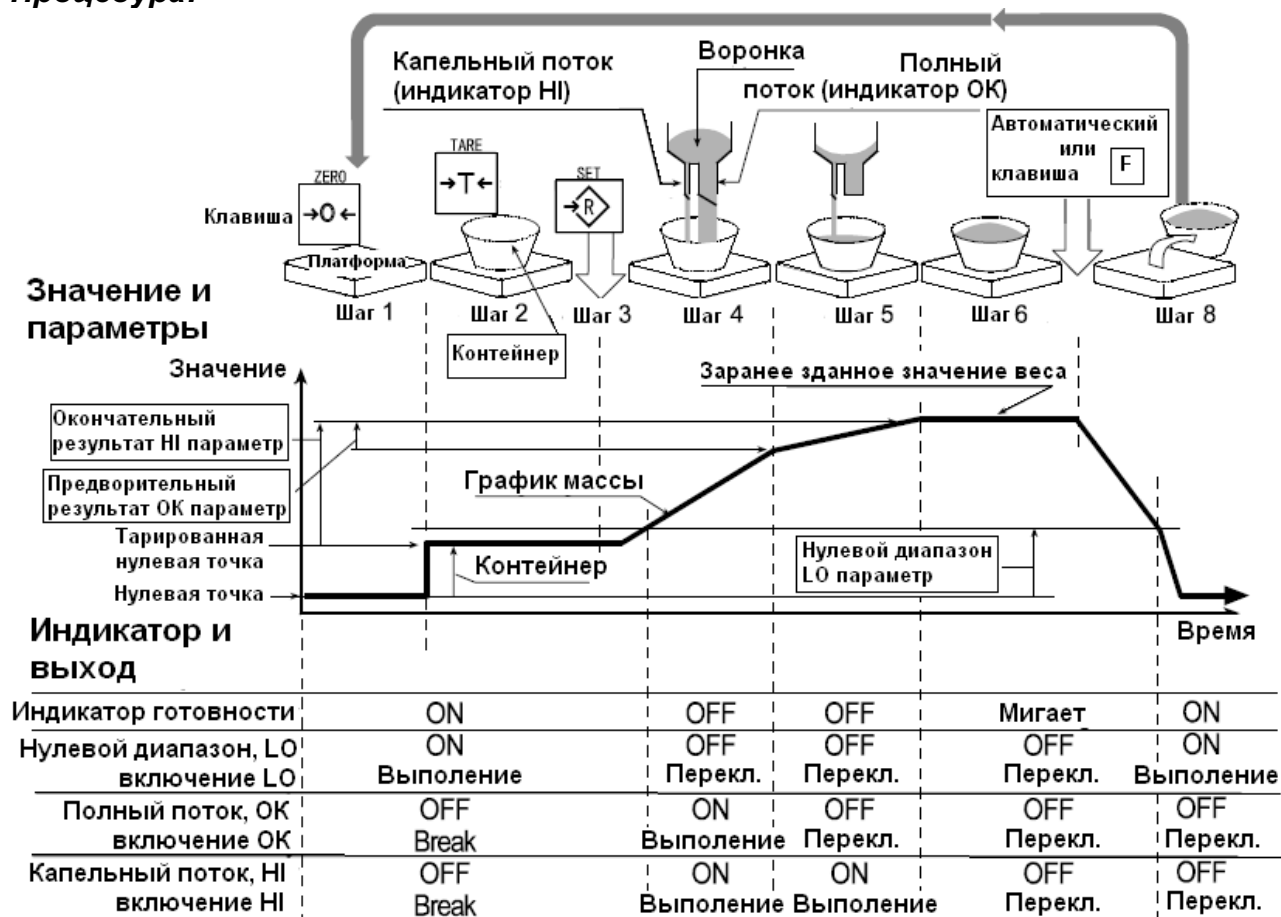 Процедура:
Капельный поток
(индикатор HI)
Воронка
Полный
поток (индикатор ОК)
Автоматический
или
клавиша F
ZERO
→0←
TARE
→T←
SET
→R
Клавиша
Платформа
Шаг 1
Шаг 2
Шаг 3
Шаг 4
Шаг 5
Шаг 6
Шаг 8
Контейнер
Значение и
параметры
Значение
Заранее зданное значение веса
Окончательный
результат HI параметр
Предворительный
результат ОК параметр
График массы
Тарированная
нулевая точка
Контейнер
Нулевой диапазон
LO параметр
Нулевая точка
Время
Индикатор и
выход
Индикатор готовности ON OFF OFF Мигает ON
Нулевой диапазон, LO ON OFF OFF OFF ON
включение LO Выполение Перекл. Перекл. Перекл. Выполение
Полный поток, ОК OFF ON OFF OFF OFF
включение ОК Break Выполение Перекл. Перекл. Перекл.
Капельный поток, HI OFF ON ON OFF OFF
включение HI Break Выполение Выполение Перекл. Перекл.